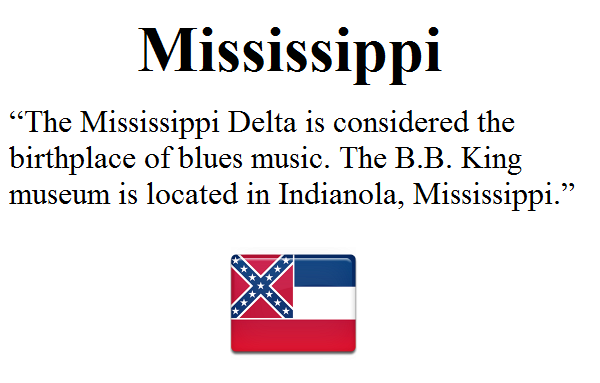 Mississippi
“The Mississippi Delta is considered the
birthplace of blues music. The B.B. King
museum is located in Indianola, Mississippi.”